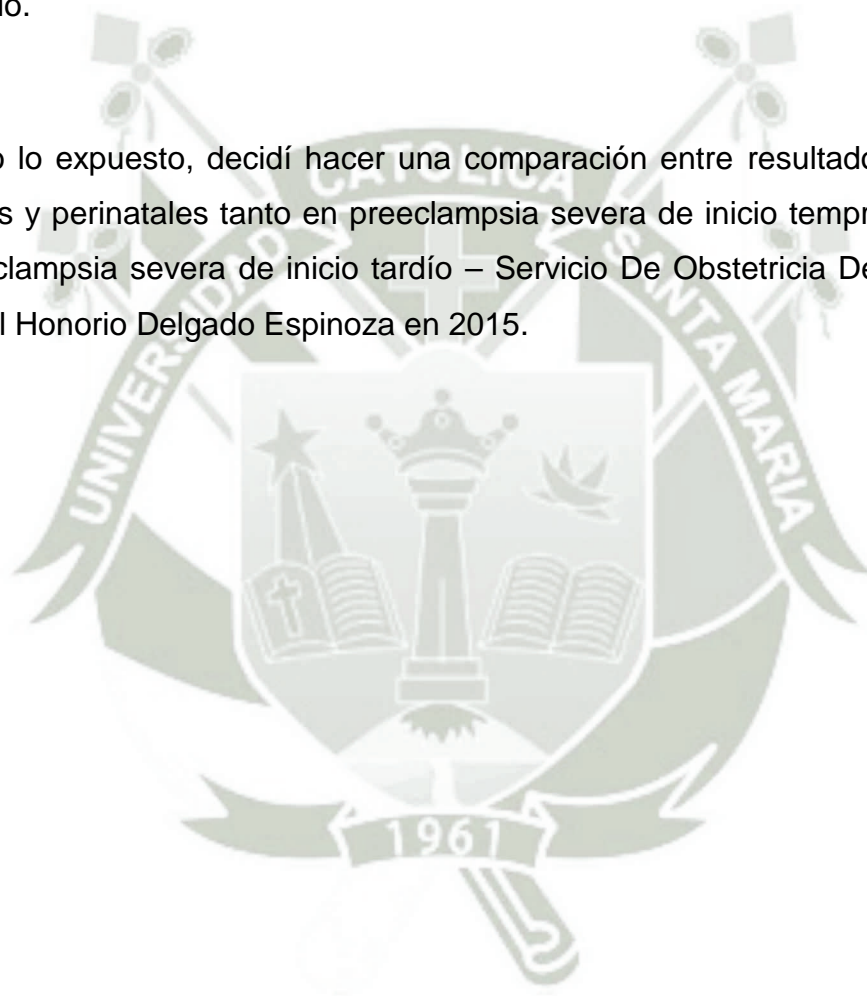 lo.
o lo expuesto, decidí hacer una comparación entre resultado
s y perinatales tanto en preeclampsia severa de inicio tempr
clampsia severa de inicio tardío – Servicio De Obstetricia De
l Honorio Delgado Espinoza en 2015.
UNIVERSIDAD CATOLICA SANTA MARIA
1961